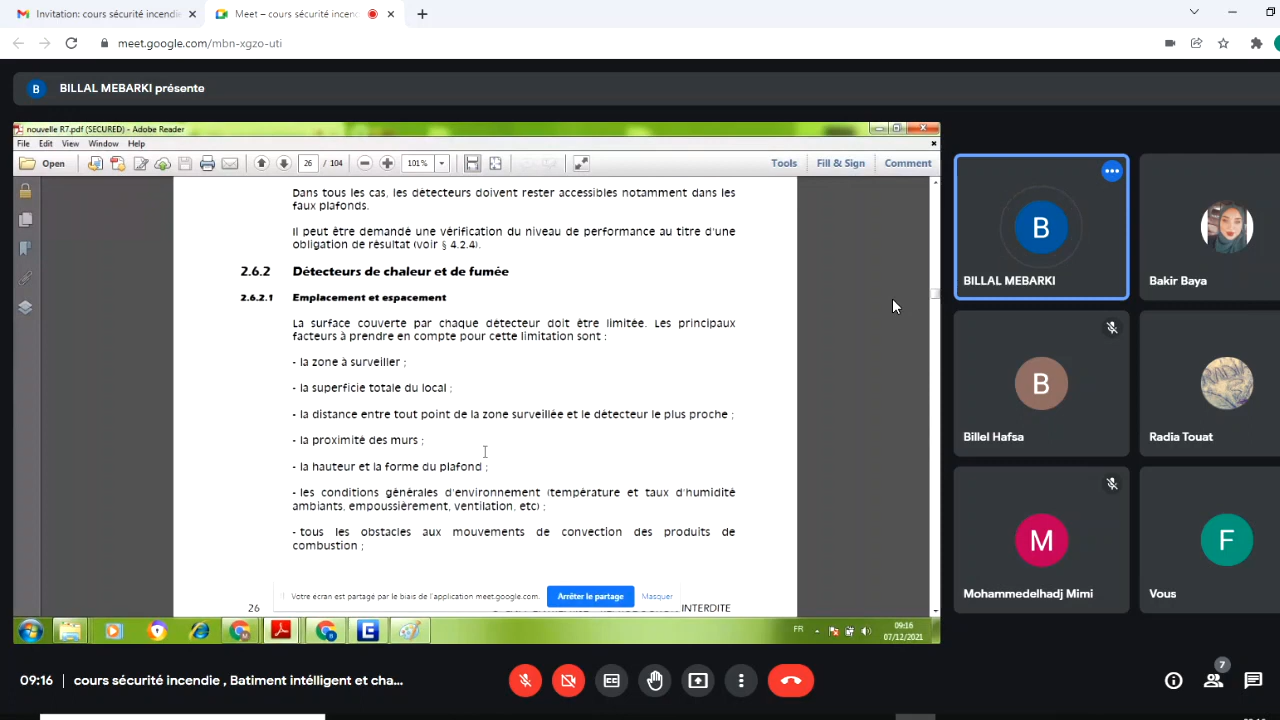 Invitation: cours sécurité incendie
Meet – cours sécurité incend
meet.google.com/mbn-xgzo-uti
B
BILLAL MEBARKI présente
nouvelle R7.pdf (SECURED) - Adobe Reader
File Edit View Window Help
Open 26 / 104 101% Tools Fill & Sign Comment
Dans tous les cas, les détecteurs doivent rester accessibles notamment dans les
faux plafonds.
Il peut être demandé une vérification du niveau de performance au titre d'une
obligation de résultat (voir § 4.2.4).
2.6.2 Détecteurs de chaleur et de fumée
2.6.2.1 Emplacement et espacement
La surface couverte par chaque détecteur doit être limitée. Les principaux
facteurs à prendre en compte pour cette limitation sont :
- la zone à surveiller ;
- la superficie totale du local ;
- la distance entre tout point de la zone surveillée et le détecteur le plus proche ;
- la proximité des murs ;
- la hauteur et la forme du plafond ;
- les conditions générales d'environnement (température et taux d'humidité
ambiants, empoussièrement, ventilation, etc) ;
- tous les obstacles aux mouvements de convection des produits de
combustion ;
Votre écran est partagé par le biais de l'application meet.google.com.
Arrêter le partage
Masquer
26
INTERDITE
FR
09:16
07/12/2021
B
BILLAL MEBARKI
Bakir Baya
B
Billel Hafsa
Radia Touat
M
Mohammedelhadj Mimi
F
Vous
09:16 | cours sécurité incendie , Batiment intélligent et cha...
7